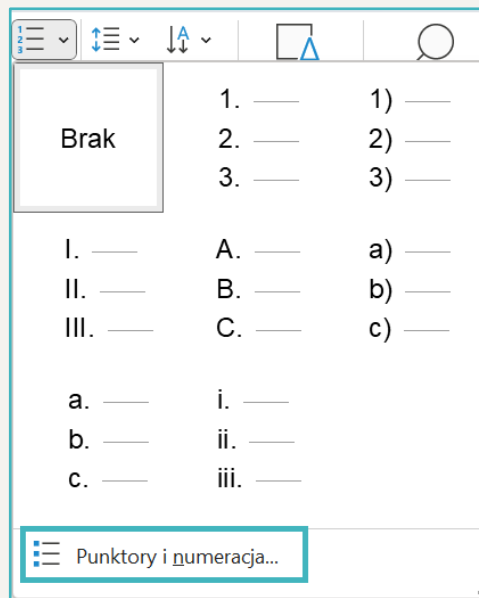 Brak
1.
2.
3.
1)
2)
3)
I.
II.
III.
A.
B.
C.
a)
b)
c)
a.
b.
c.
i.
ii.
iii.
Punktory i numeracja...